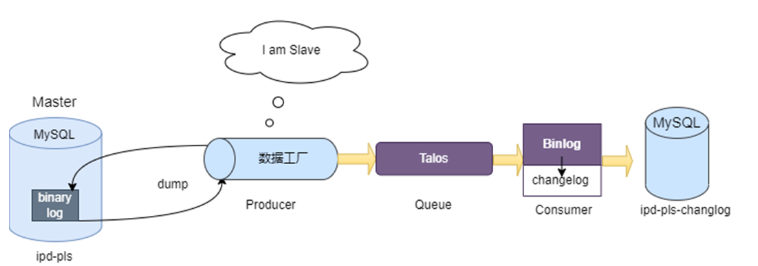 I am Slave
Master
MySQL
binary
log
ipd-pls
dump
数据工厂
Producer
Talos
Queue
Binlog
changelog
Consumer
MySQL
ipd-pls-changlog